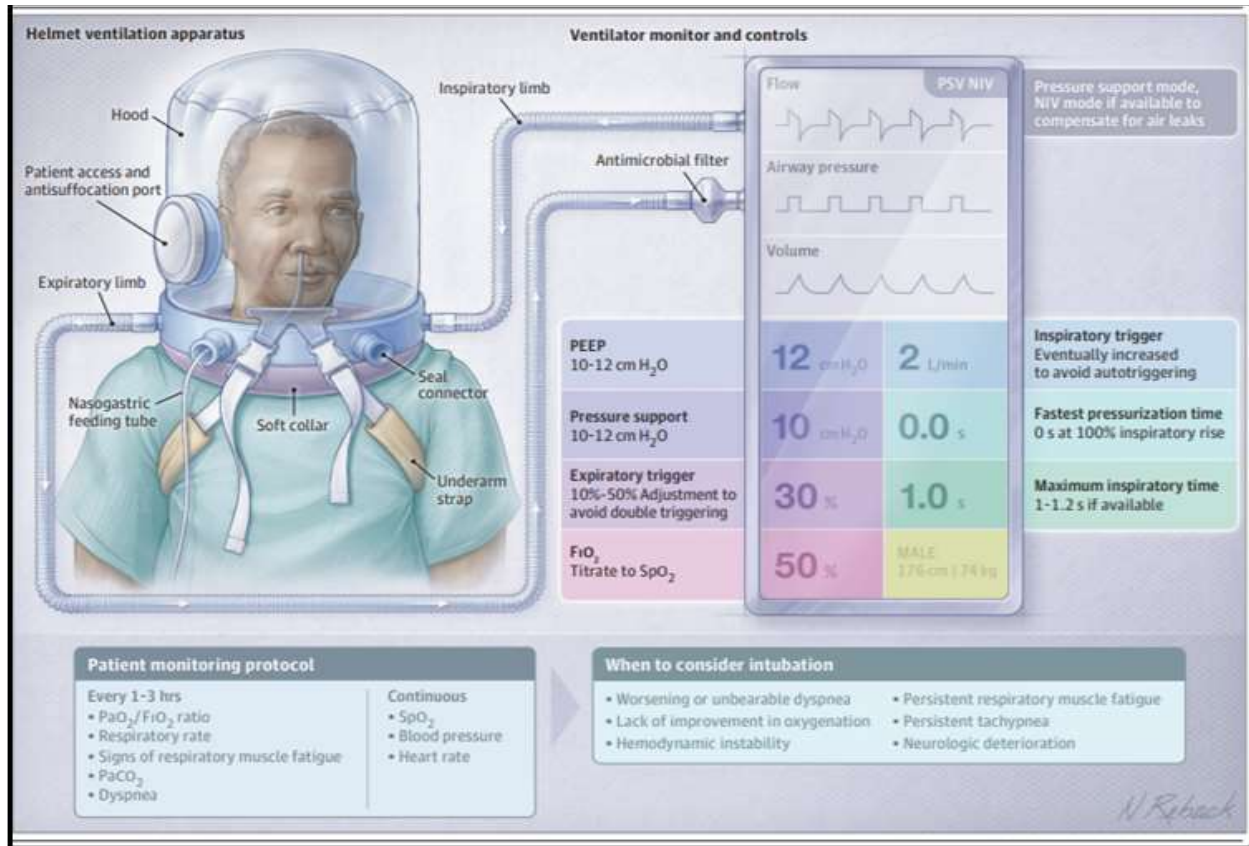 Helmet ventilation apparatus
Hood
Patient access and
antisuffocation port
Expiratory limb
Nasogastric
feeding tube
Soft collar
Seal
connector
Underarm
strap
Inspiratory limb
Antimicrobial filter
Ventilator monitor and controls
Flow
PSV NIV
Airway pressure
Volume
Pressure support mode,
NIV mode if available to
compensate for air leaks
PEEP
10-12 cm H₂O
12 cm H₂O
2 L/min
Inspiratory trigger
Eventually increased
to avoid autotriggering
Pressure support
10-12 cm H₂O
10 cm H₂O
0.0 s
Fastest pressurization time
0 s at 100% inspiratory rise
Expiratory trigger
10%-50% Adjustment to
avoid double triggering
30 %
1.0 s
Maximum inspiratory time
1-1.2 s if available
FIO₂
Titrate to SpO₂
50 %
MALE
176 cm | 74 kg
Patient monitoring protocol
Every 1-3 hrs
• PaO₂/FIO₂ ratio
• Respiratory rate
• Signs of respiratory muscle fatigue
• PaCO₂
• Dyspnea
Continuous
• SpO₂
• Blood pressure
• Heart rate
When to consider intubation
• Worsening or unbearable dyspnea
• Lack of improvement in oxygenation
• Hemodynamic instability
• Persistent respiratory muscle fatigue
• Persistent tachypnea
• Neurologic deterioration
N Reback